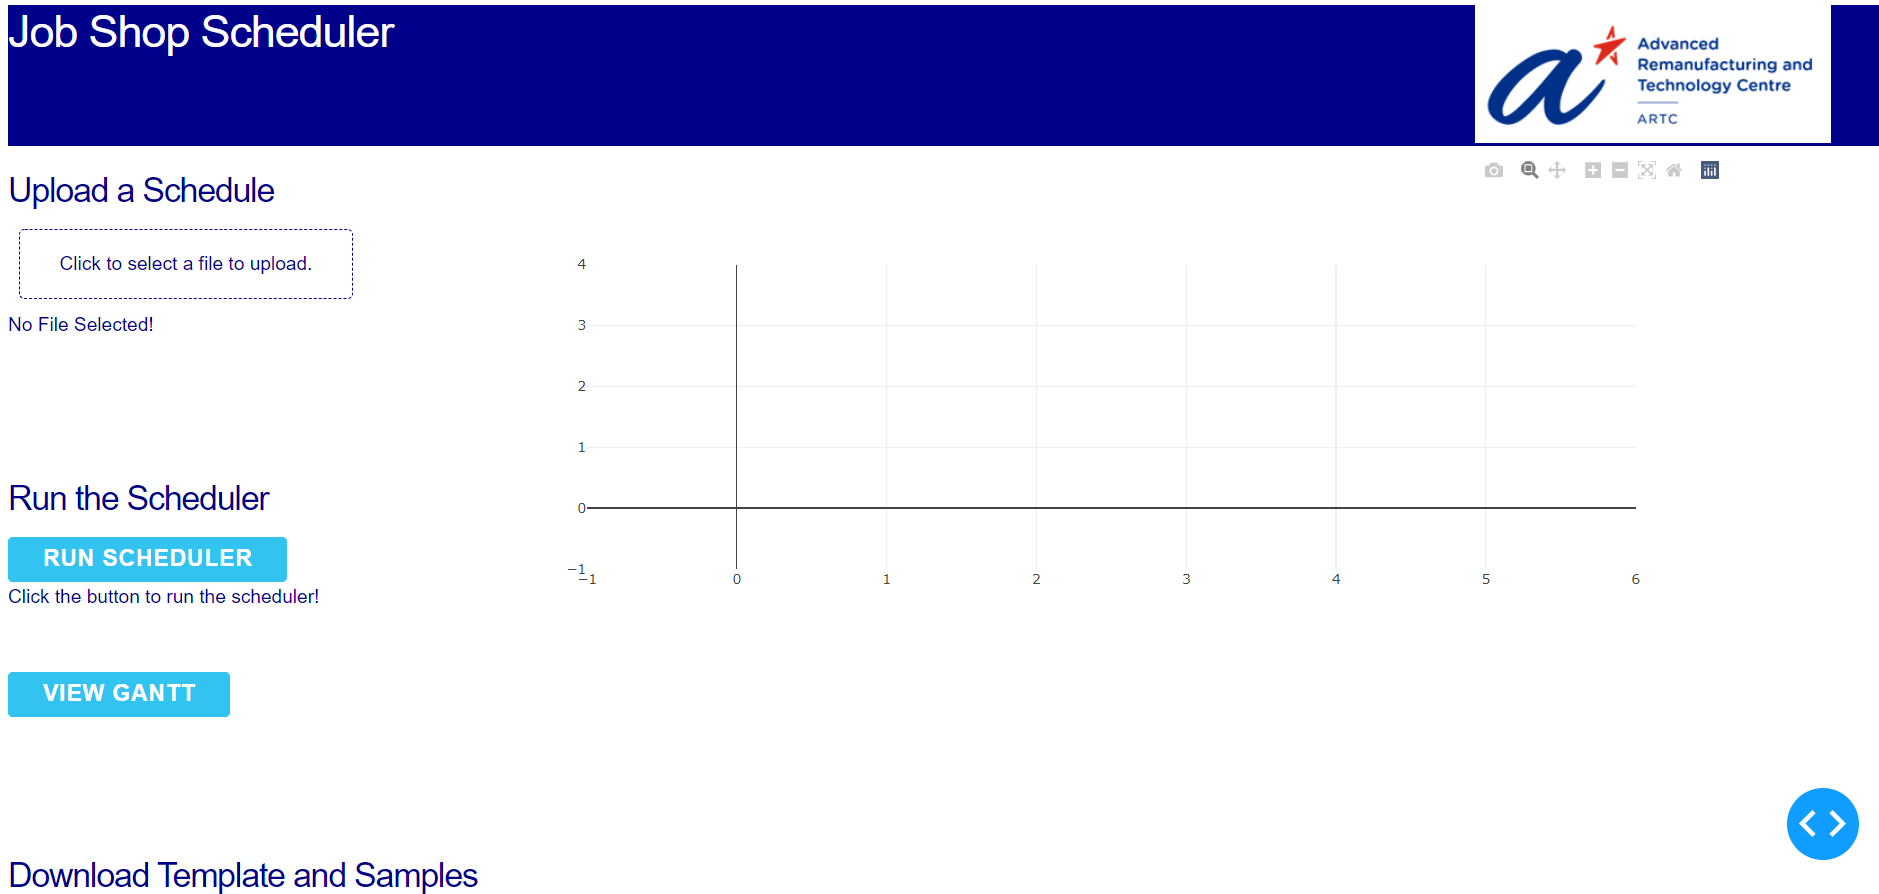 Job Shop Scheduler
Advanced
Remanufacturing and
Technology Centre
ARTC
Upload a Schedule
Click to select a file to upload.
No File Selected!
4
3
2
1
0
−1
−1 0 1 2 3 4 5 6
Run the Scheduler
RUN SCHEDULER
Click the button to run the scheduler!
VIEW GANTT
Download Template and Samples